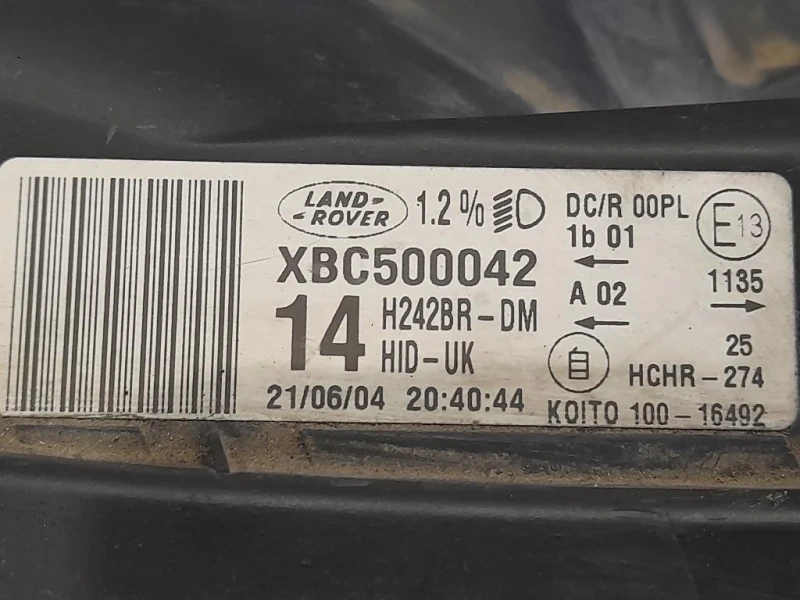 LAND-
-ROVER
1.2%
DC/R 00PL
1b 01
E13
XBC500042
A 02
1135
14
H242BR-DM
HID-UK
自
25
HCHR-274
21/06/04 20:40:44
KOITO 100-16492